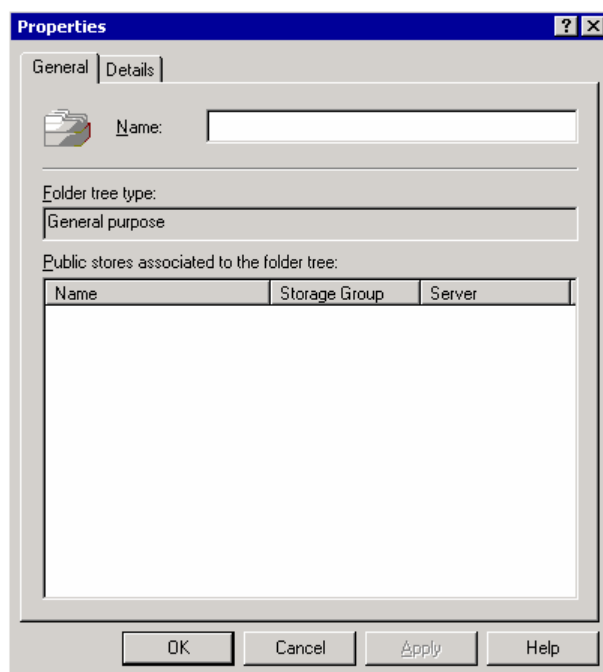 Properties
General Details
Name:
Folder tree type:
General purpose
Public stores associated to the folder tree:
Name Storage Group Server
OK Cancel Apply Help